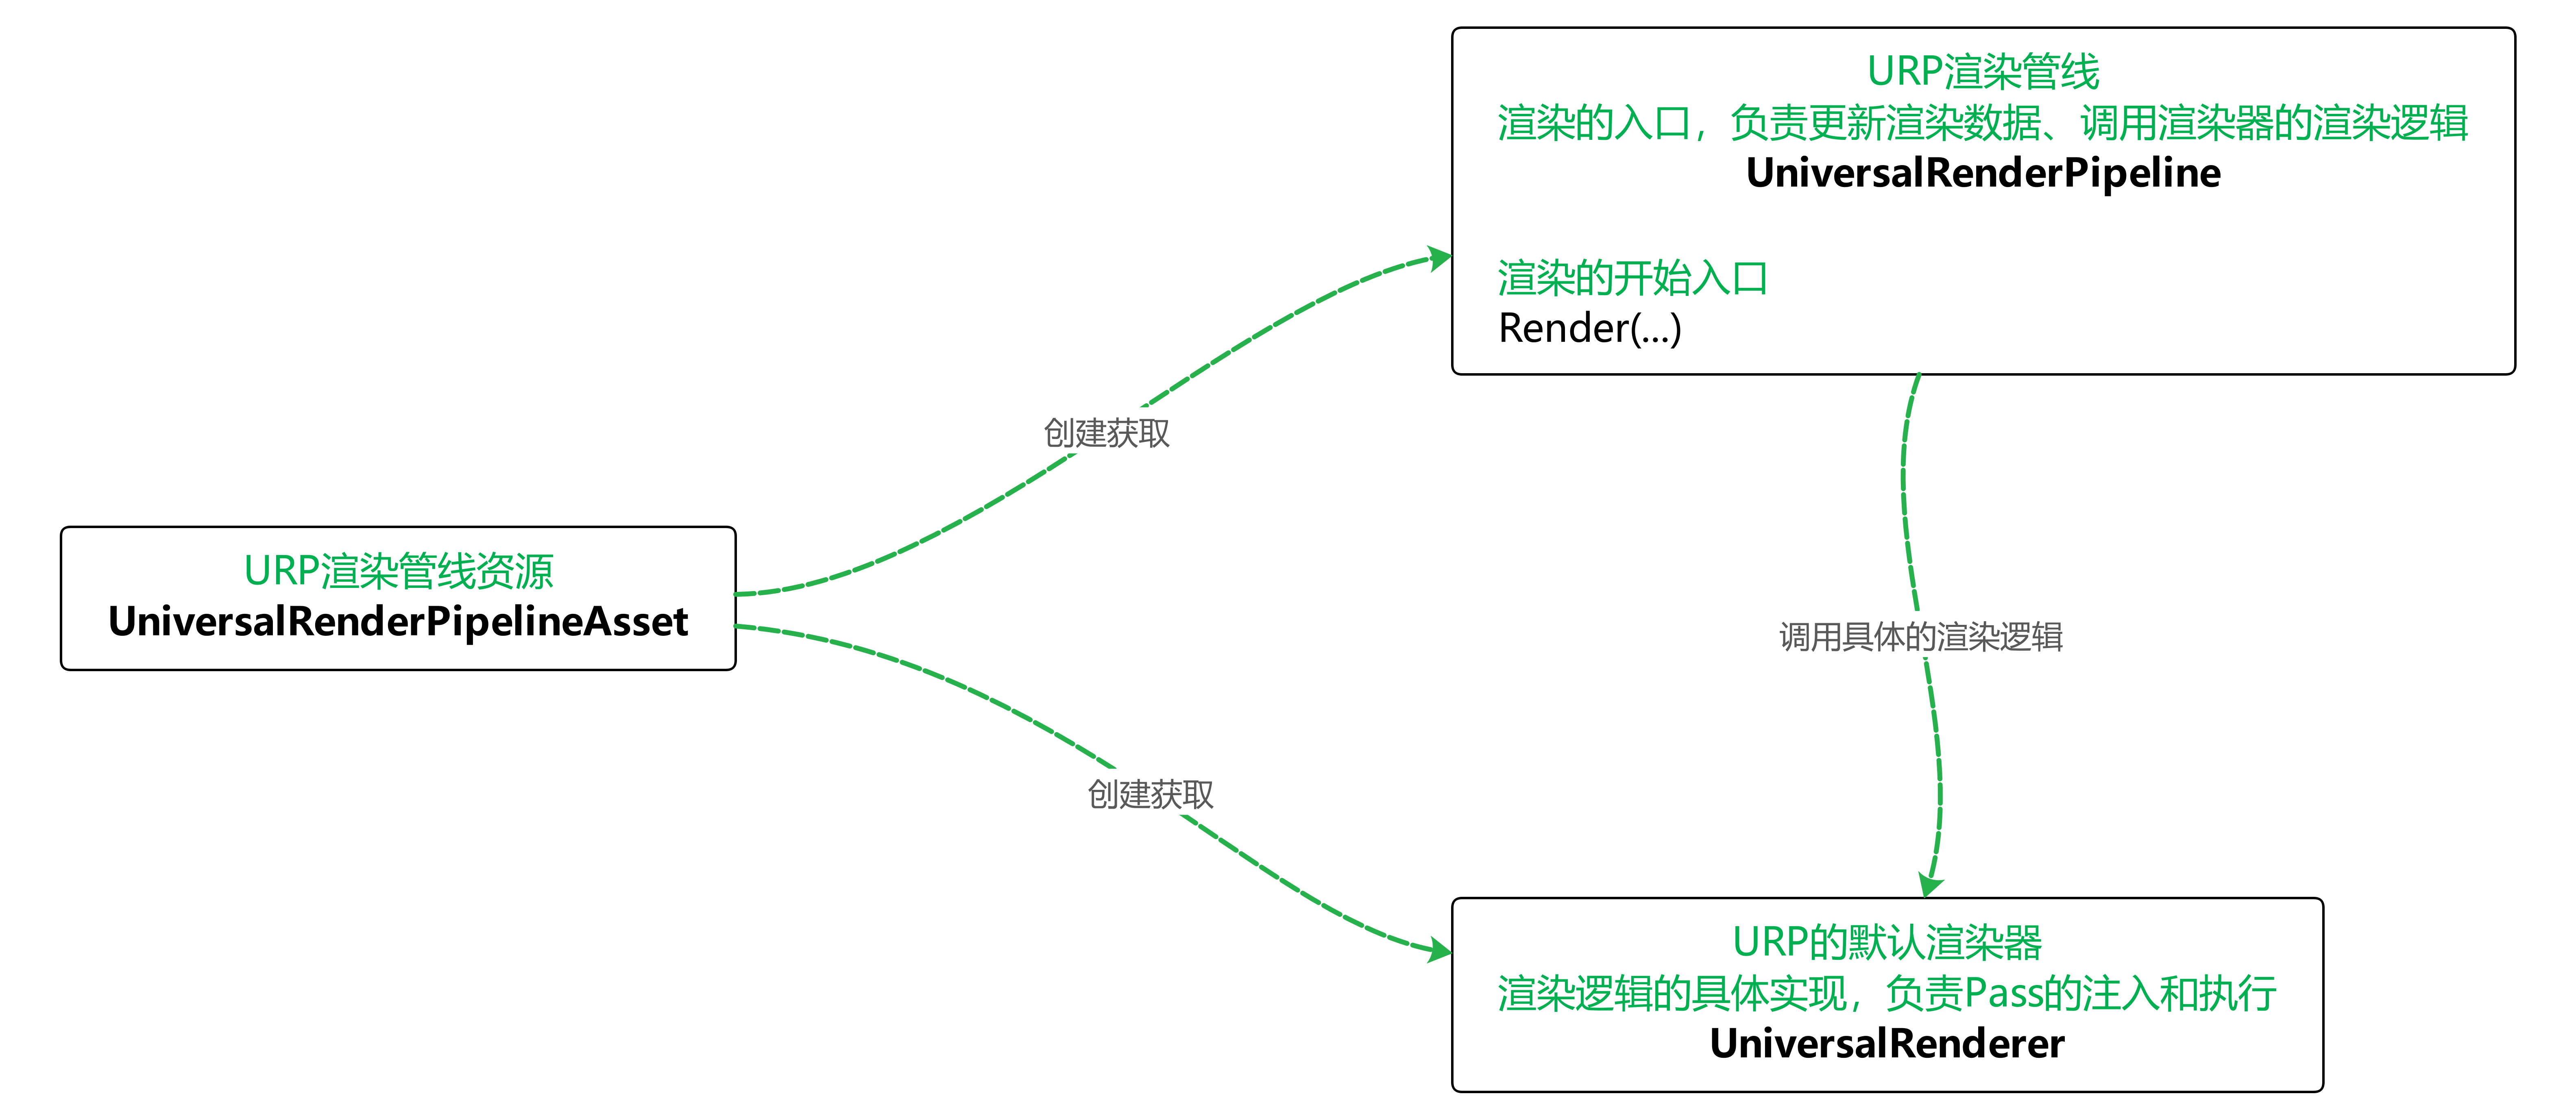 URP渲染管线
渲染的入口，负责更新渲染数据、调用渲染器的渲染逻辑
UniversalRenderPipeline
渲染的开始入口
Render(...)
创建获取
URP渲染管线资源
UniversalRenderPipelineAsset
调用具体的渲染逻辑
创建获取
URP的默认渲染器
渲染逻辑的具体实现，负责Pass的注入和执行
UniversalRenderer